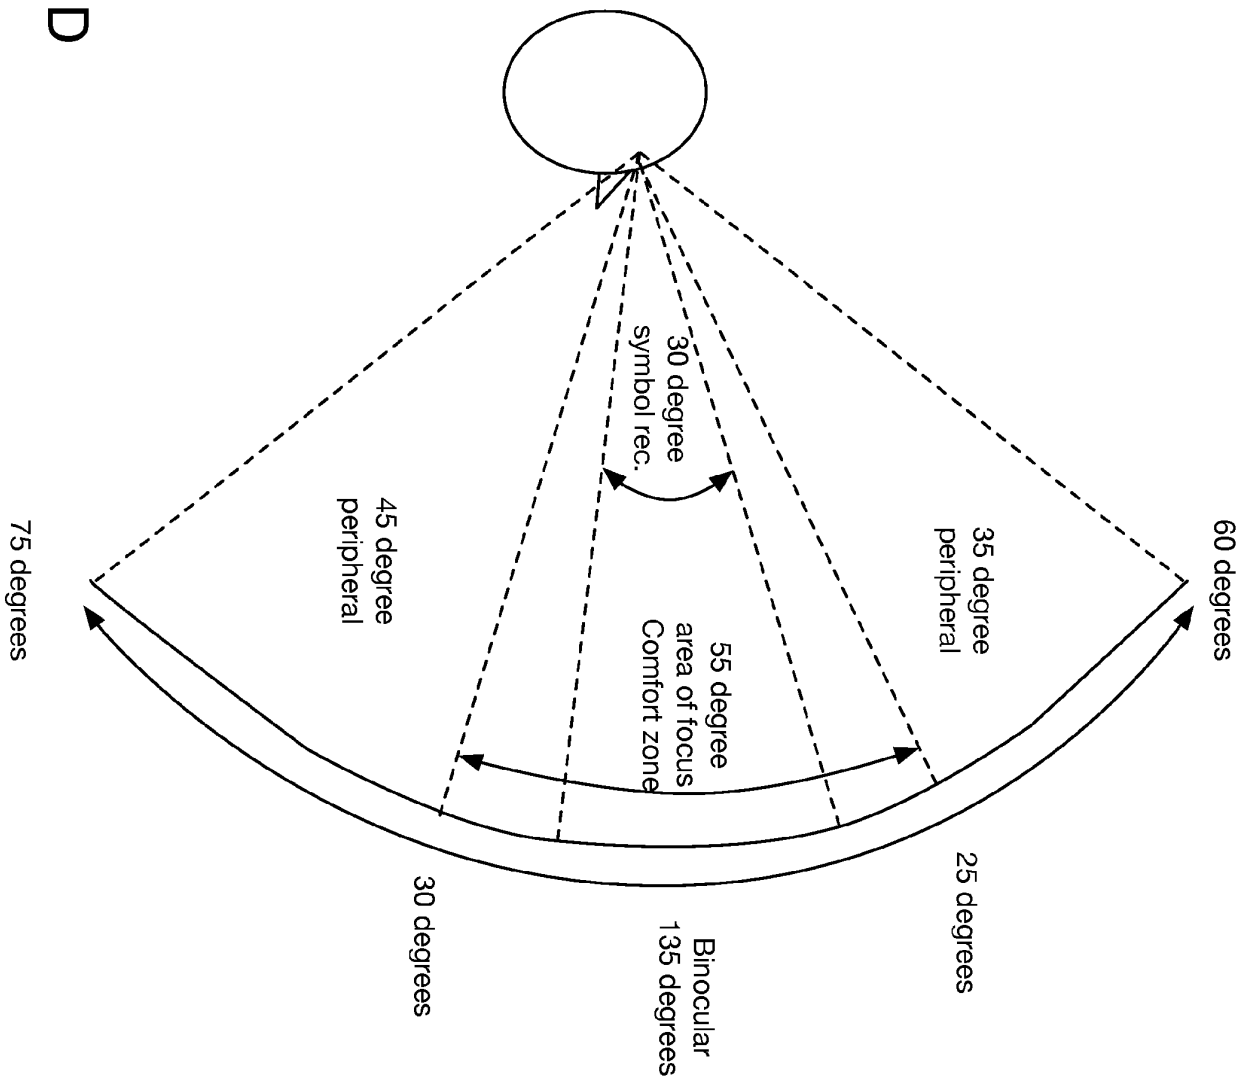 60 degrees
35 degree
peripheral
25 degrees
30 degree
symbol rec.
55 degree
area of focus
Comfort zone
Binocular
135 degrees
30 degrees
45 degree
peripheral
D
75 degrees